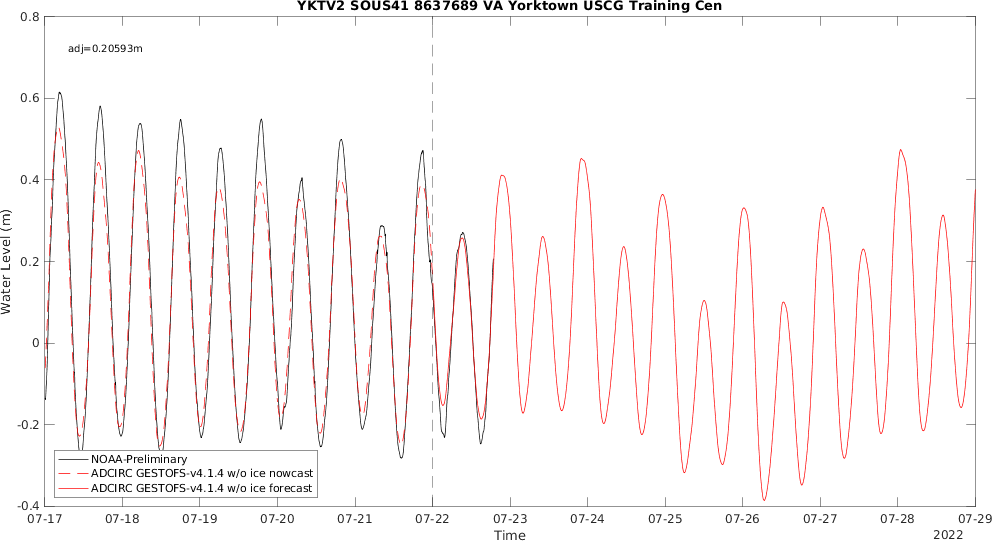 YKTV2 SOUS41 8637689 VA Yorktown USCG Training Cen
adj=0.20593m
Water Level (m)
0.8
0.6
0.4
0.2
0
-0.2
-0.4
NOAA-Preliminary
ADCIRC GESTOFS-v4.1.4 w/o ice nowcast
ADCIRC GESTOFS-v4.1.4 w/o ice forecast
07-17 07-18 07-19 07-20 07-21 07-22 07-23 07-24 07-25 07-26 07-27 07-28 07-29
Time
2022